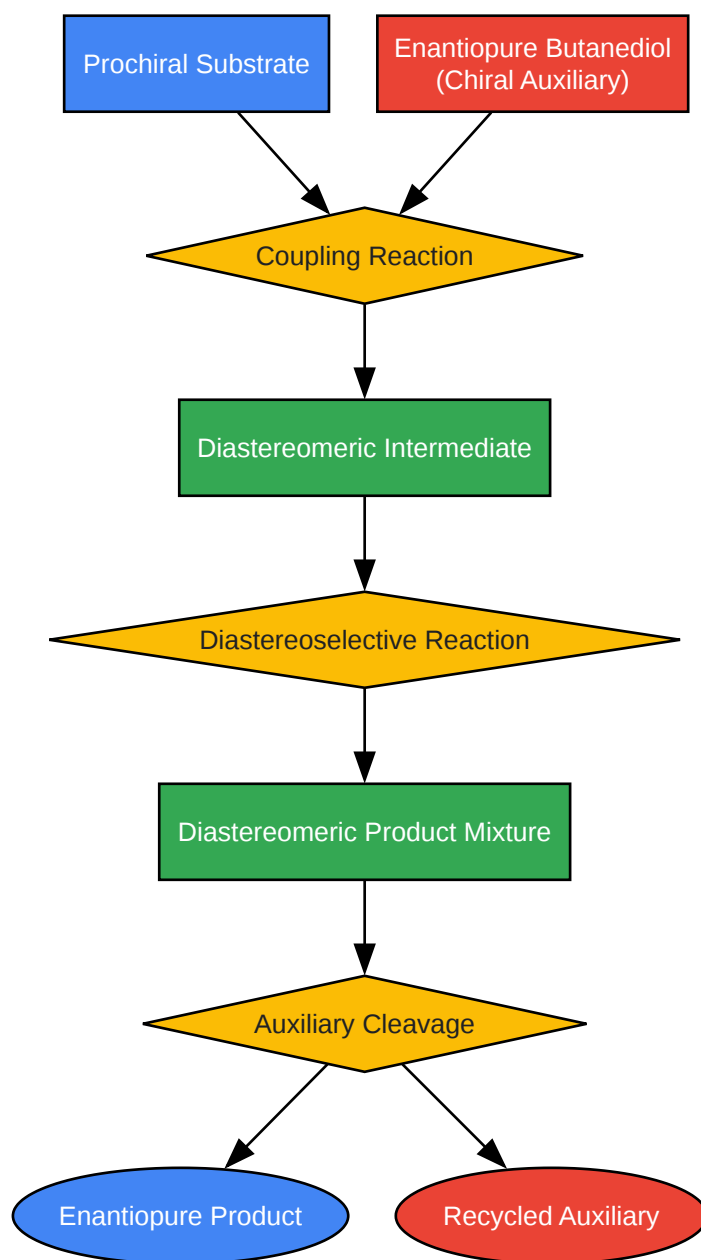 Prochiral Substrate
Enantiopure Butanediol
(Chiral Auxiliary)
Coupling Reaction
Diastereomeric Intermediate
Diastereoselective Reaction
Diastereomeric Product Mixture
Auxiliary Cleavage
Enantiopure Product
Recycled Auxiliary